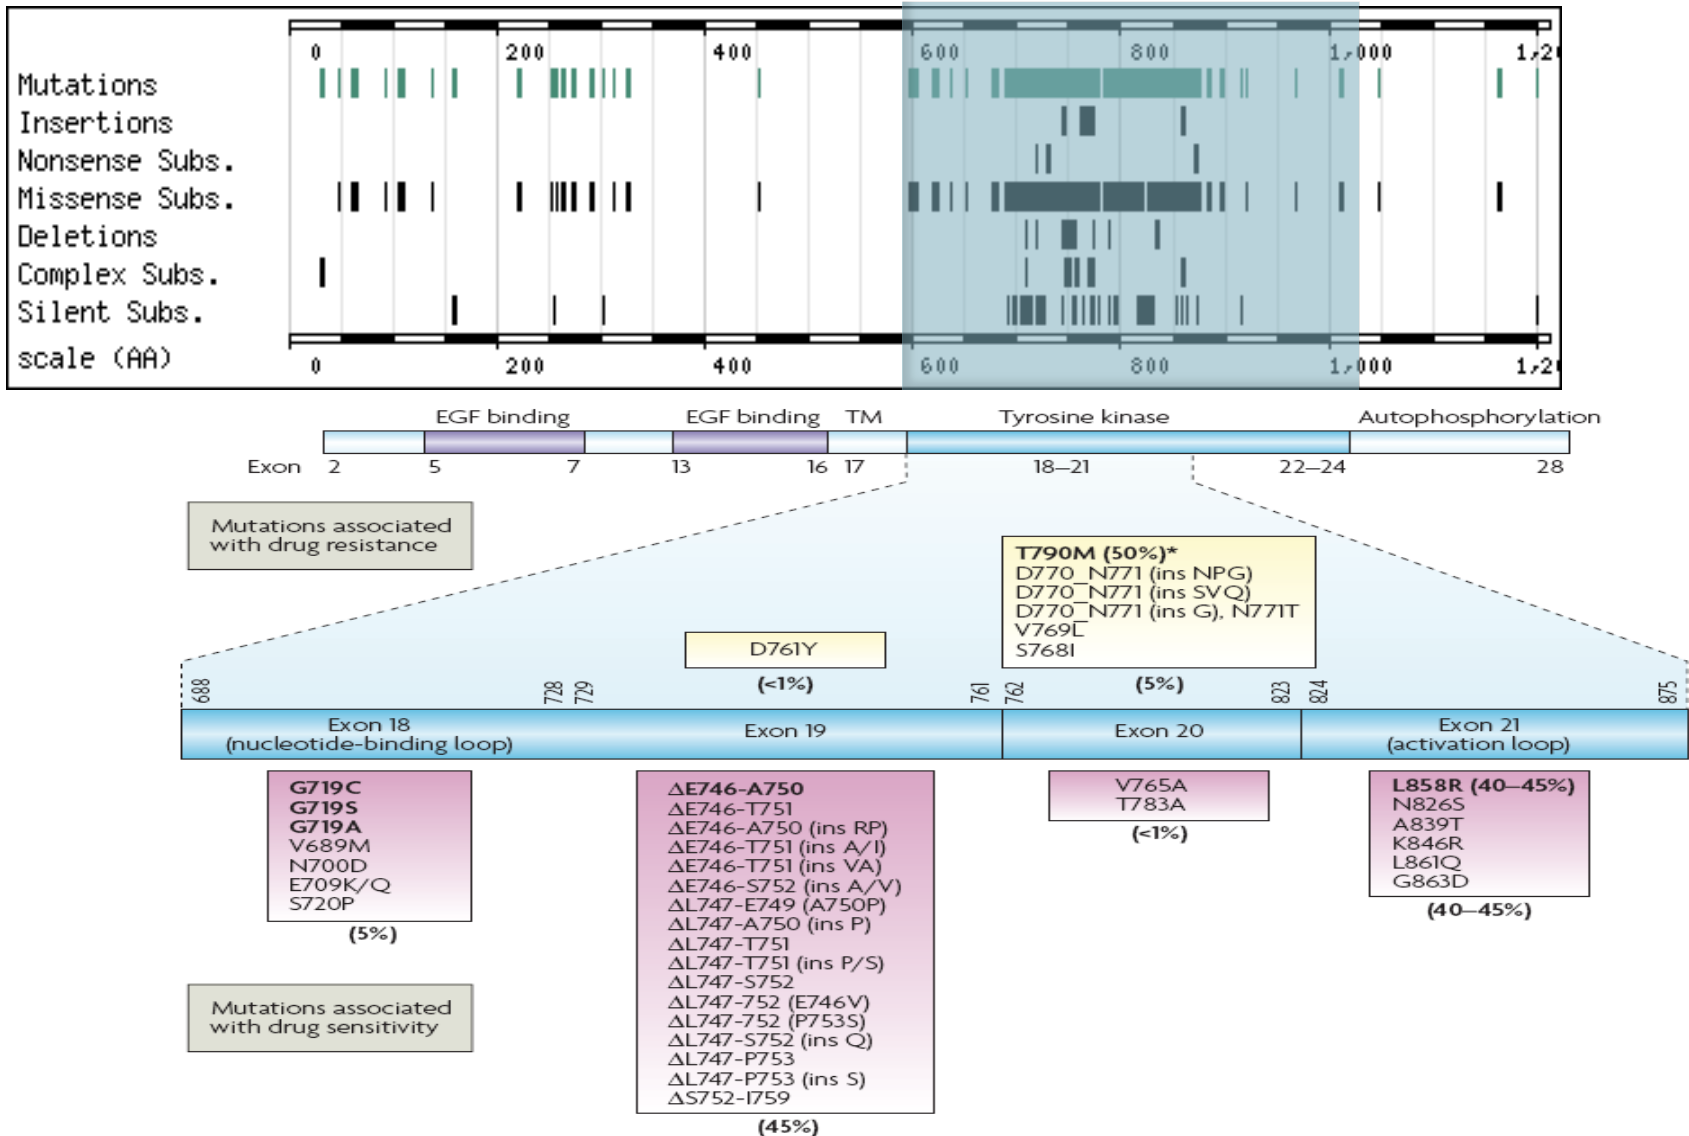 0 200 400 600 800 1,000 1,20
Mutations
Insertions
Nonsense Subs.
Missense Subs.
Deletions
Complex Subs.
Silent Subs.
scale (AA) 0 200 400 600 800 1,000 1,20
EGF binding EGF binding TM Tyrosine kinase Autophosphorylation
Exon 2 5 7 13 16 17 18–21 22–24 28
Mutations associated
with drug resistance
T790M (50%)*
D770_N771 (ins NPG)
D770_N771 (ins SVQ)
D770_N771 (ins G), N771T
V769L
S768I
(5%)
D761Y
(<1%)
688 728 729 761 762 823 824 875
Exon 18
(nucleotide-binding loop)
Exon 19
Exon 20
Exon 21
(activation loop)
G719C
G719S
G719A
V689M
N700D
E709K/Q
S720P
(5%)
ΔE746-A750
ΔE746-T751
ΔE746-A750 (ins RP)
ΔE746-T751 (ins A/I)
ΔE746-T751 (ins VA)
ΔE746-S752 (ins A/V)
ΔL747-E749 (A750P)
ΔL747-A750 (ins P)
ΔL747-T751
ΔL747-T751 (ins P/S)
ΔL747-S752
ΔL747-752 (E746V)
ΔL747-752 (P753S)
ΔL747-S752 (ins Q)
ΔL747-P753
ΔL747-P753 (ins S)
ΔS752-I759
(45%)
V765A
T783A
(<1%)
L858R (40–45%)
N826S
A839T
K846R
L861Q
G863D
(40–45%)
Mutations associated
with drug sensitivity